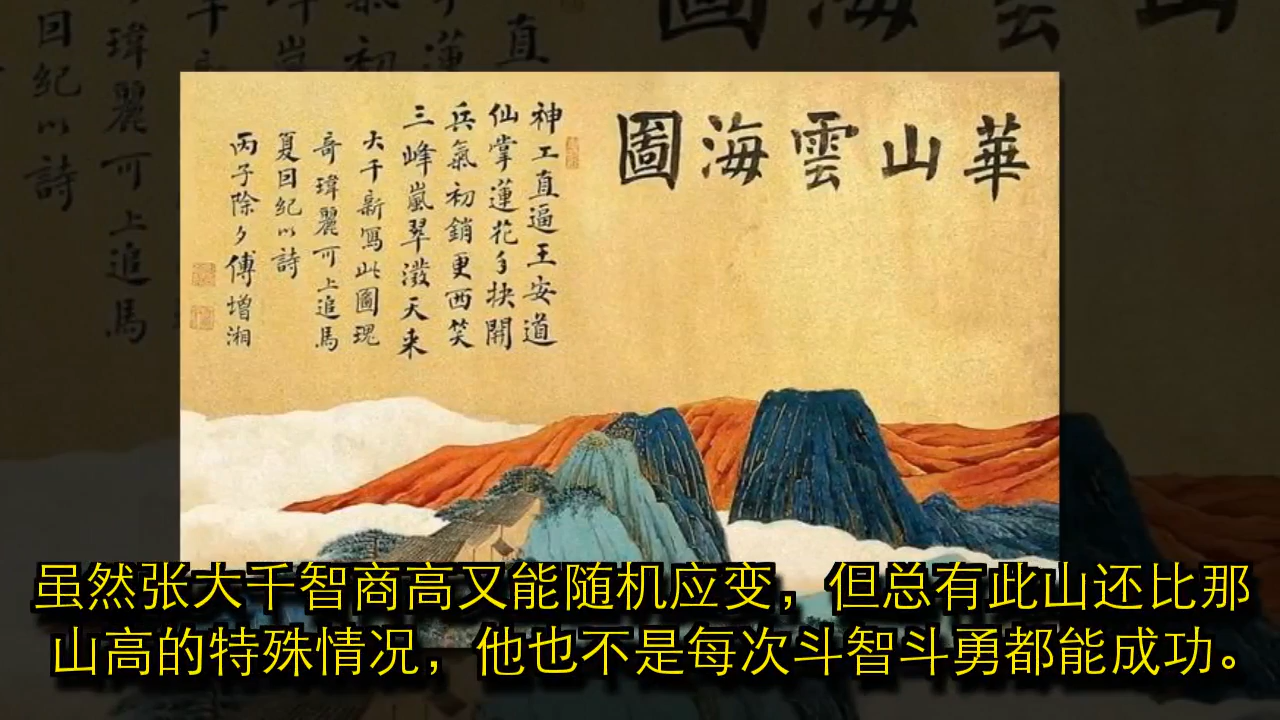 華山雲海圖
神工直逼王安道
仙掌蓮花手抉開
兵氣初銷更西笑
三峰嵐翠潑天来
大千新寫此圖瑰
奇瑋麗可上追馬
夏因紀以詩
丙子除夕傅增湘
虽然张大千智商高又能随机应变，但总有此山还比那
山高的特殊情况，他也不是每次斗智斗勇都能成功。